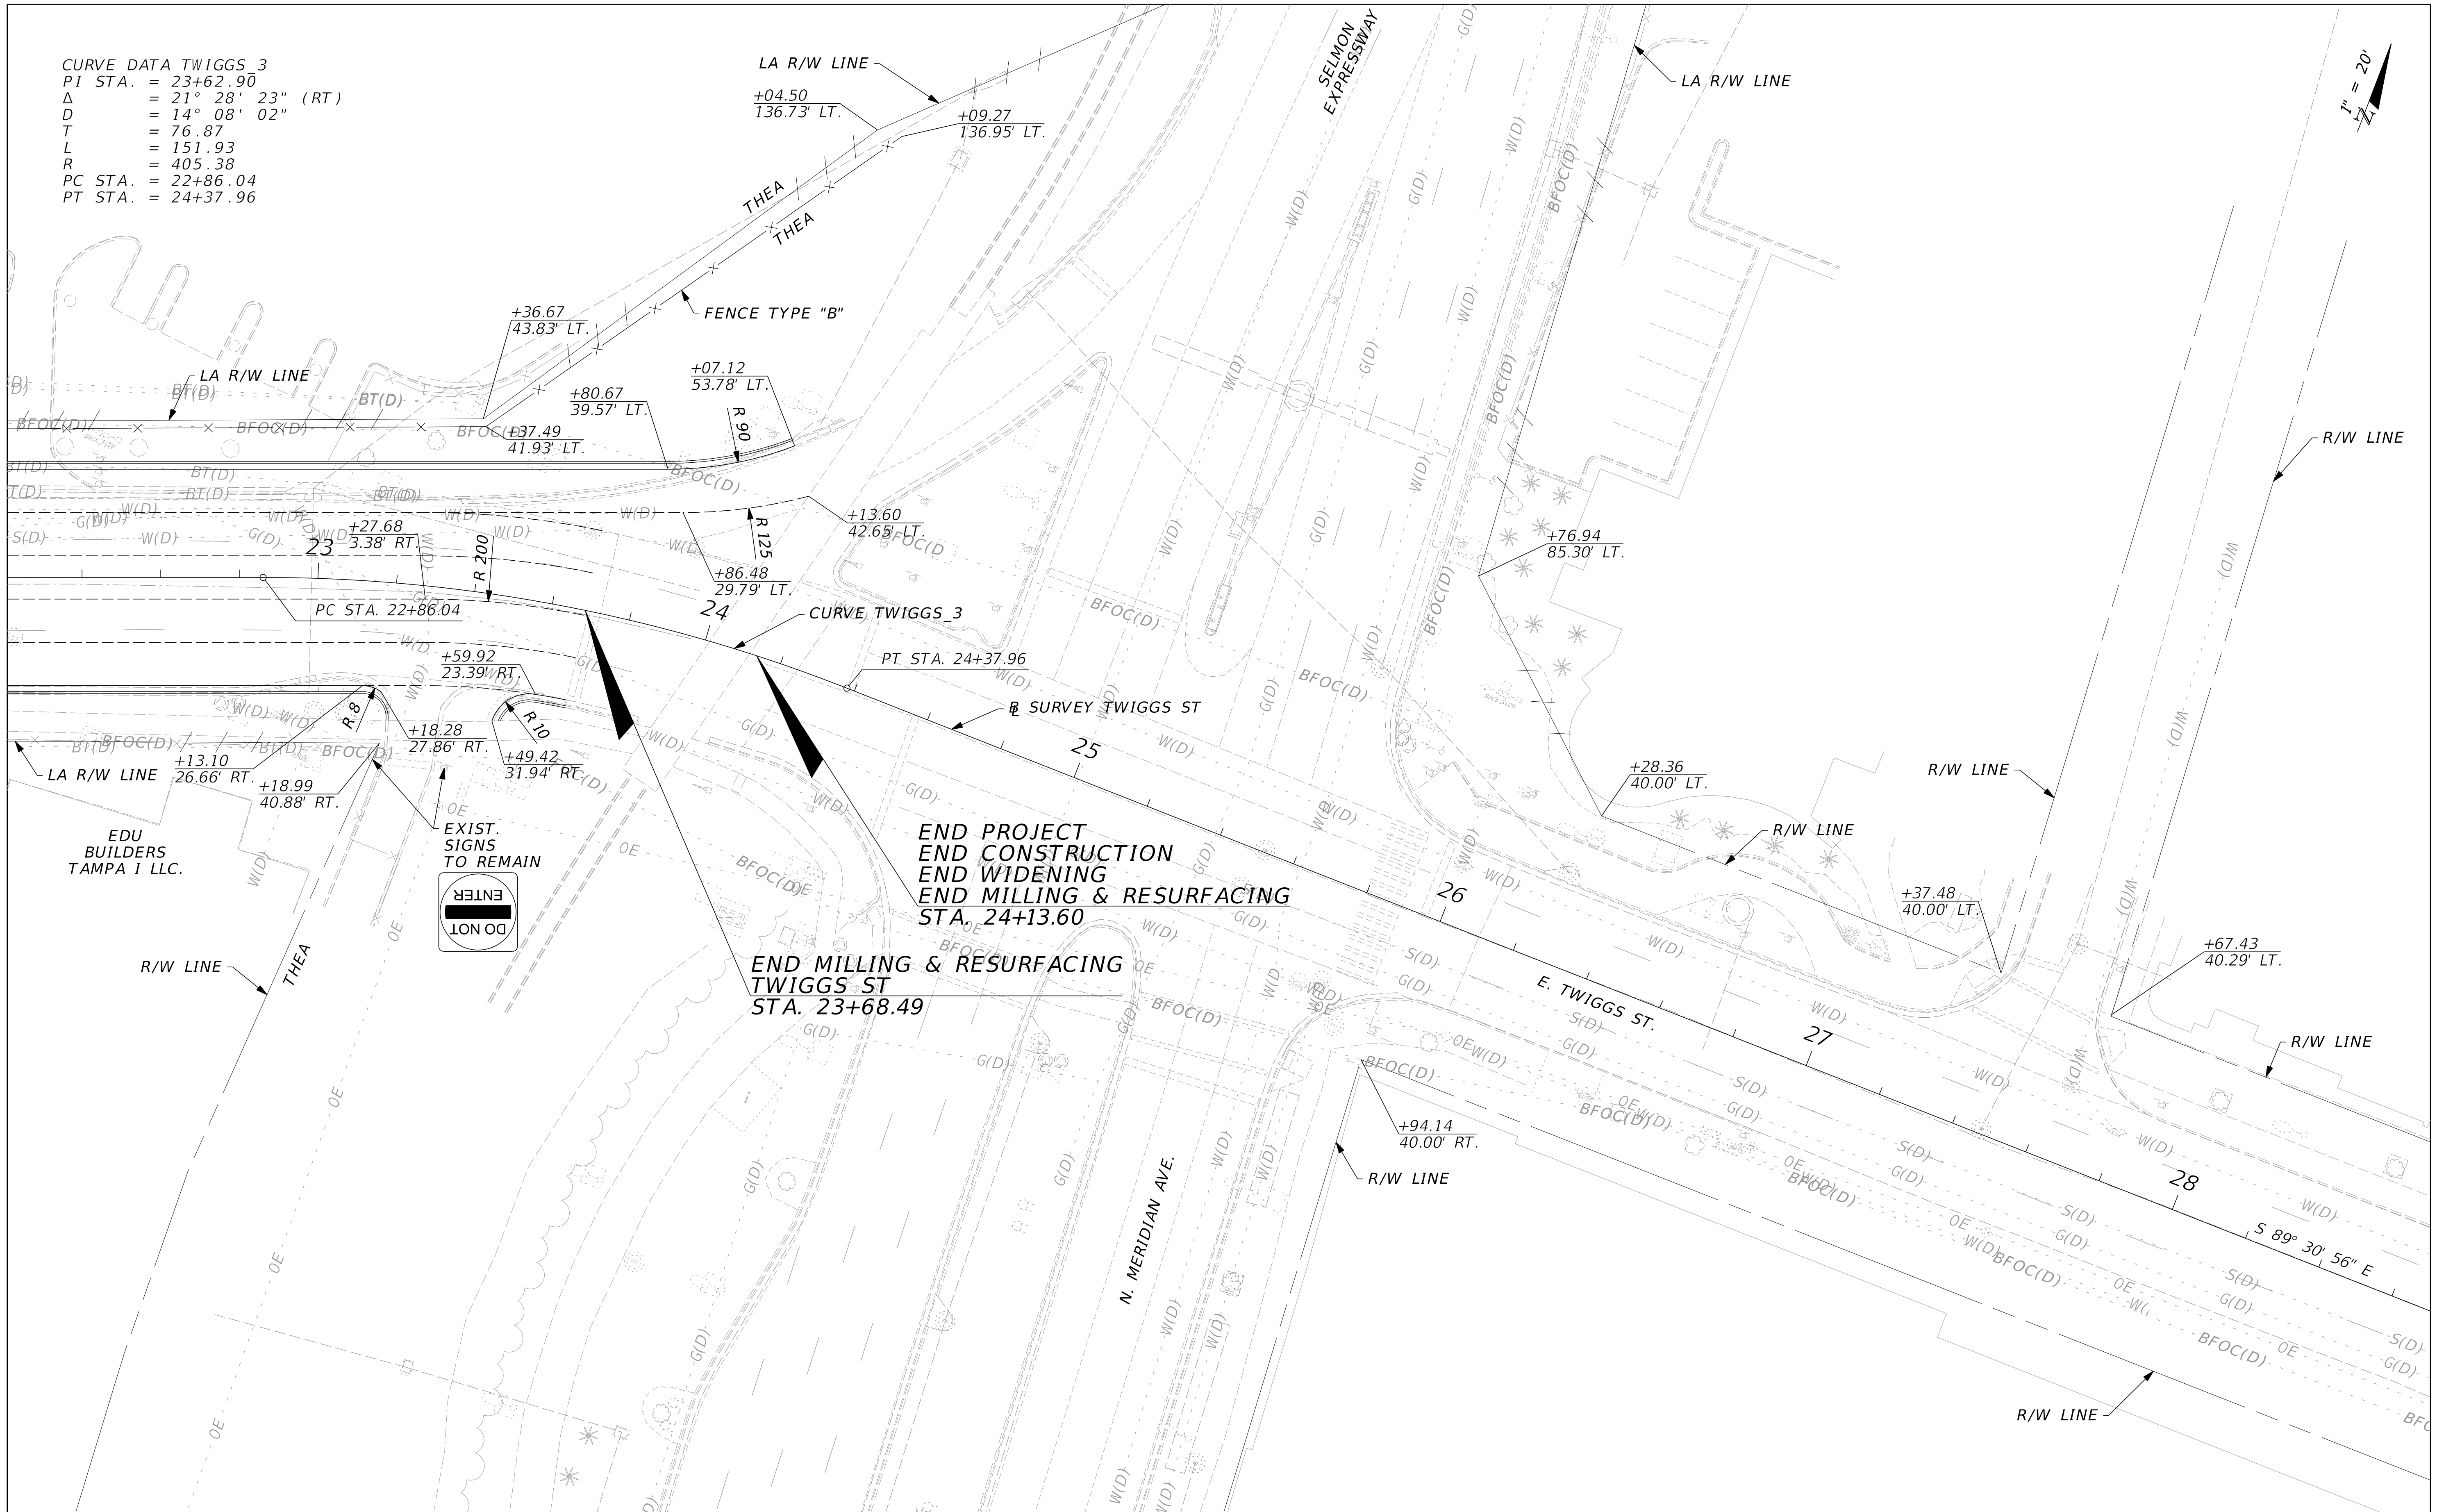 CURVE DATA TWIGGS_3
PI STA. = 23+62.90
Δ = 21° 28' 23" (RT)
D = 14° 08' 02"
T = 76.87
L = 151.93
R = 405.38
PC STA. = 22+86.04
PT STA. = 24+37.96
LA R/W LINE
+04.50
136.73' LT.
+09.27
136.95' LT.
SELMON
EXPRESSWAY
LA R/W LINE
1" = 20'
N
THEA
THEA
FENCE TYPE "B"
+36.67
43.83' LT.
LA R/W LINE
+07.12
53.78' LT.
+80.67
39.57' LT.
R 90
+37.49
41.93' LT.
R/W LINE
+27.68
3.38' RT.
23
R 200
R 125
+13.60
42.65' LT.
+86.48
29.79' LT.
+76.94
85.30' LT.
PC STA. 22+86.04
24
CURVE TWIGGS_3
+59.92
23.39' RT.
PT STA. 24+37.96
R 8
R 10
BL SURVEY TWIGGS ST
25
+18.28
27.86' RT.
+49.42
31.94' RT.
LA R/W LINE
+13.10
26.66' RT.
+18.99
40.88' RT.
+28.36
40.00' LT.
R/W LINE
R/W LINE
EDU
BUILDERS
TAMPA I LLC.
EXIST.
SIGNS
TO REMAIN
DO NOT
ENTER
END PROJECT
END CONSTRUCTION
END WIDENING
END MILLING & RESURFACING
STA. 24+13.60
26
+37.48
40.00' LT.
+67.43
40.29' LT.
R/W LINE
THEA
END MILLING & RESURFACING
TWIGGS ST
STA. 23+68.49
E. TWIGGS ST.
27
R/W LINE
+94.14
40.00' RT.
R/W LINE
N. MERIDIAN AVE.
28
S 89° 30' 56" E
R/W LINE
BT(D)
BFOC(D)
W(D)
G(D)
S(D)
OE